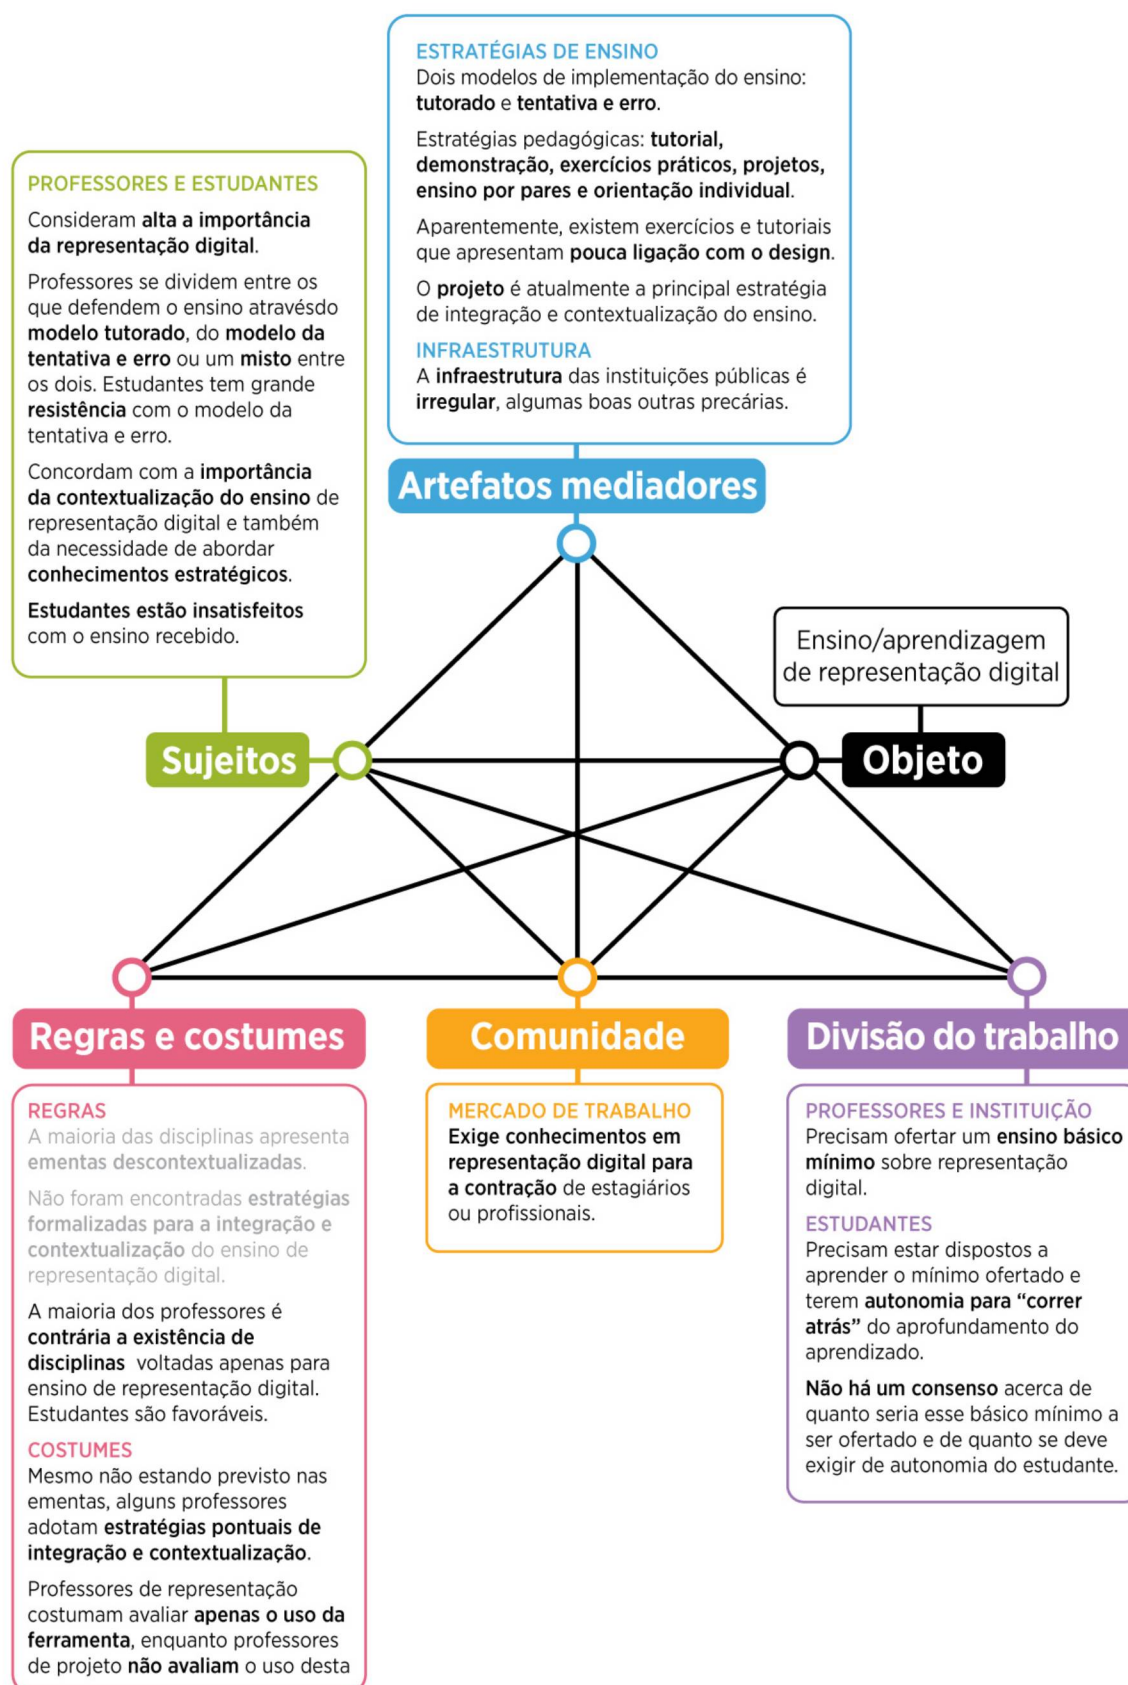 ESTRATÉGIAS DE ENSINO
Dois modelos de implementação do ensino:
tutorado e tentativa e erro.
Estratégias pedagógicas: tutorial,
demonstração, exercícios práticos, projetos,
ensino por pares e orientação individual.
Aparentemente, existem exercícios e tutoriais
que apresentam pouca ligação com o design.
O projeto é atualmente a principal estratégia
de integração e contextualização do ensino.
INFRAESTRUTURA
A infraestrutura das instituições públicas é
irregular, algumas boas outras precárias.
Artefatos mediadores
PROFESSORES E ESTUDANTES
Consideram alta a importância
da representação digital.
Professores se dividem entre os
que defendem o ensino atravésdo
modelo tutorado, do modelo da
tentativa e erro ou um misto entre
os dois. Estudantes tem grande
resistência com o modelo da
tentativa e erro.
Concordam com a importância
da contextualização do ensino de
representação digital e também
da necessidade de abordar
conhecimentos estratégicos.
Estudantes estão insatisfeitos
com o ensino recebido.
Sujeitos
Ensino/aprendizagem
de representação digital
Objeto
Regras e costumes
REGRAS
A maioria das disciplinas apresenta
ementas descontextualizadas.
Não foram encontradas estratégias
formalizadas para a integração e
contextualização do ensino de
representação digital.
A maioria dos professores é
contrária a existência de
disciplinas voltadas apenas para
ensino de representação digital.
Estudantes são favoráveis.
COSTUMES
Mesmo não estando previsto nas
ementas, alguns professores
adotam estratégias pontuais de
integração e contextualização.
Professores de representação
costumam avaliar apenas o uso da
ferramenta, enquanto professores
de projeto não avaliam o uso desta
Comunidade
MERCADO DE TRABALHO
Exige conhecimentos em
representação digital para
a contração de estagiários
ou profissionais.
Divisão do trabalho
PROFESSORES E INSTITUIÇÃO
Precisam ofertar um ensino básico
mínimo sobre representação
digital.
ESTUDANTES
Precisam estar dispostos a
aprender o mínimo ofertado e
terem autonomia para “correr
atrás” do aprofundamento do
aprendizado.
Não há um consenso acerca de
quanto seria esse básico mínimo a
ser ofertado e de quanto se deve
exigir de autonomia do estudante.